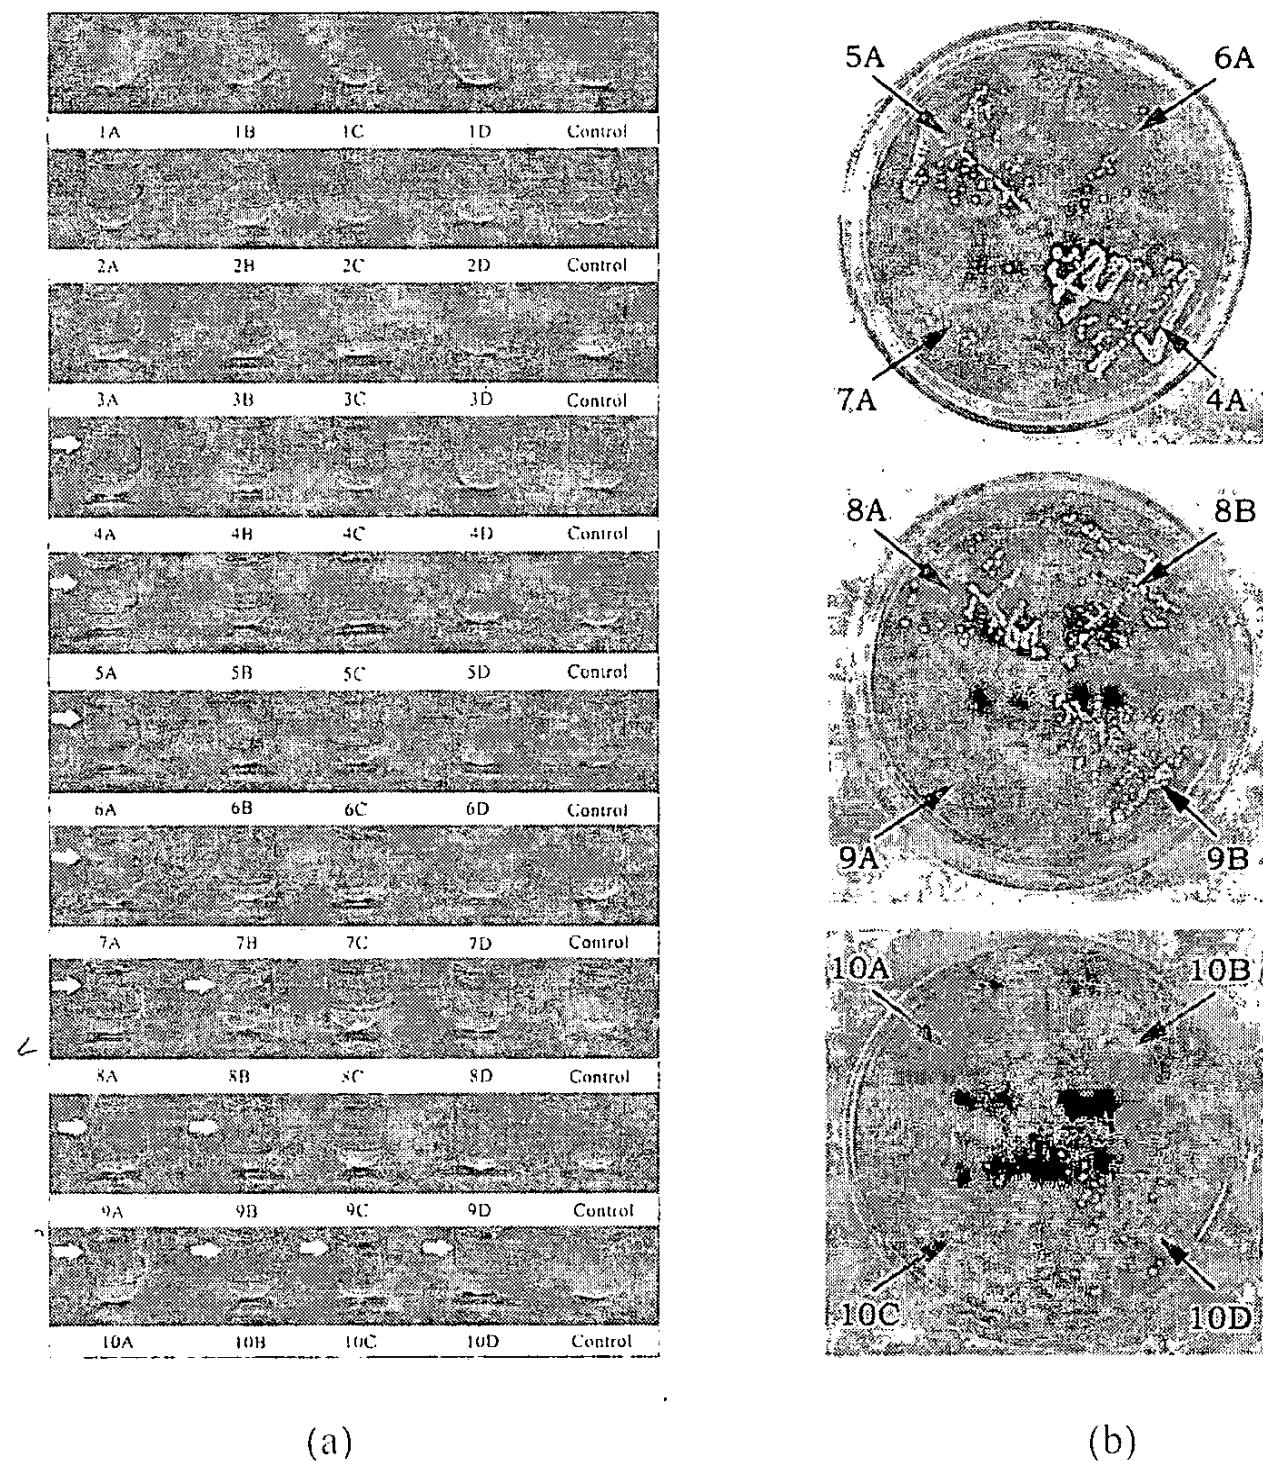 1A 1B 1C 1D Control
2A 2B 2C 2D Control
3A 3B 3C 3D Control
4A 4B 4C 4D Control
5A 5B 5C 5D Control
6A 6B 6C 6D Control
7A 7B 7C 7D Control
8A 8B 8C 8D Control
9A 9B 9C 9D Control
10A 10B 10C 10D Control
(a)
5A 6A
7A 4A
8A 8B
9A 9B
10A 10B
10C 10D
(b)